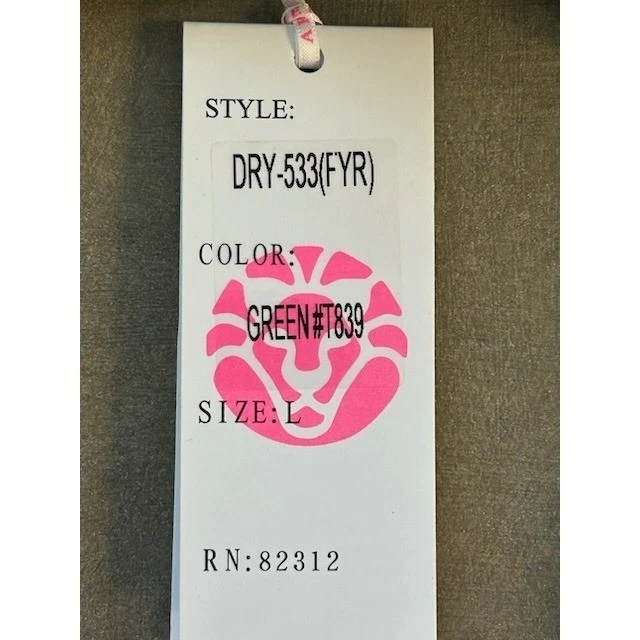 STYLE:
DRY-533(FYR)
COLOR:
GREEN#T839
SIZE:L
RN:82312